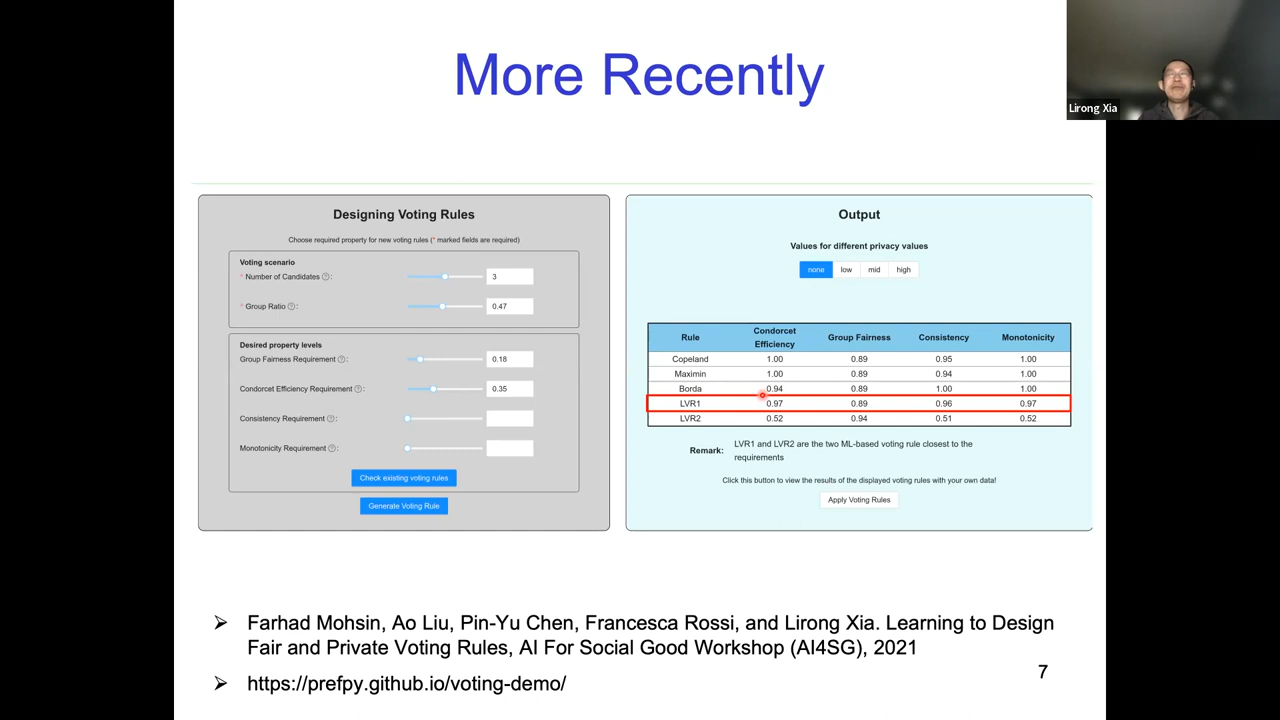 More Recently
Lirong Xia
Designing Voting Rules
Choose required property for new voting rules (* marked fields are required)
Voting scenario
* Number of Candidates ? : 3
* Group Ratio ? : 0.47
Desired property levels
Group Fairness Requirement ? : 0.18
Condorcet Efficiency Requirement ? : 0.35
Consistency Requirement ? :
Monotonicity Requirement ? :
Check existing voting rules
Generate Voting Rule
Output
Values for different privacy values
none low mid high
Rule Condorcet Efficiency Group Fairness Consistency Monotonicity
Copeland 1.00 0.89 0.95 1.00
Maximin 1.00 0.89 0.94 1.00
Borda 0.94 0.89 1.00 1.00
LVR1 0.97 0.89 0.96 0.97
LVR2 0.52 0.94 0.51 0.52
Remark: LVR1 and LVR2 are the two ML-based voting rule closest to the
requirements
Click this button to view the results of the displayed voting rules with your own data!
Apply Voting Rules
➢ Farhad Mohsin, Ao Liu, Pin-Yu Chen, Francesca Rossi, and Lirong Xia. Learning to Design
Fair and Private Voting Rules, AI For Social Good Workshop (AI4SG), 2021
➢ https://prefpy.github.io/voting-demo/
7